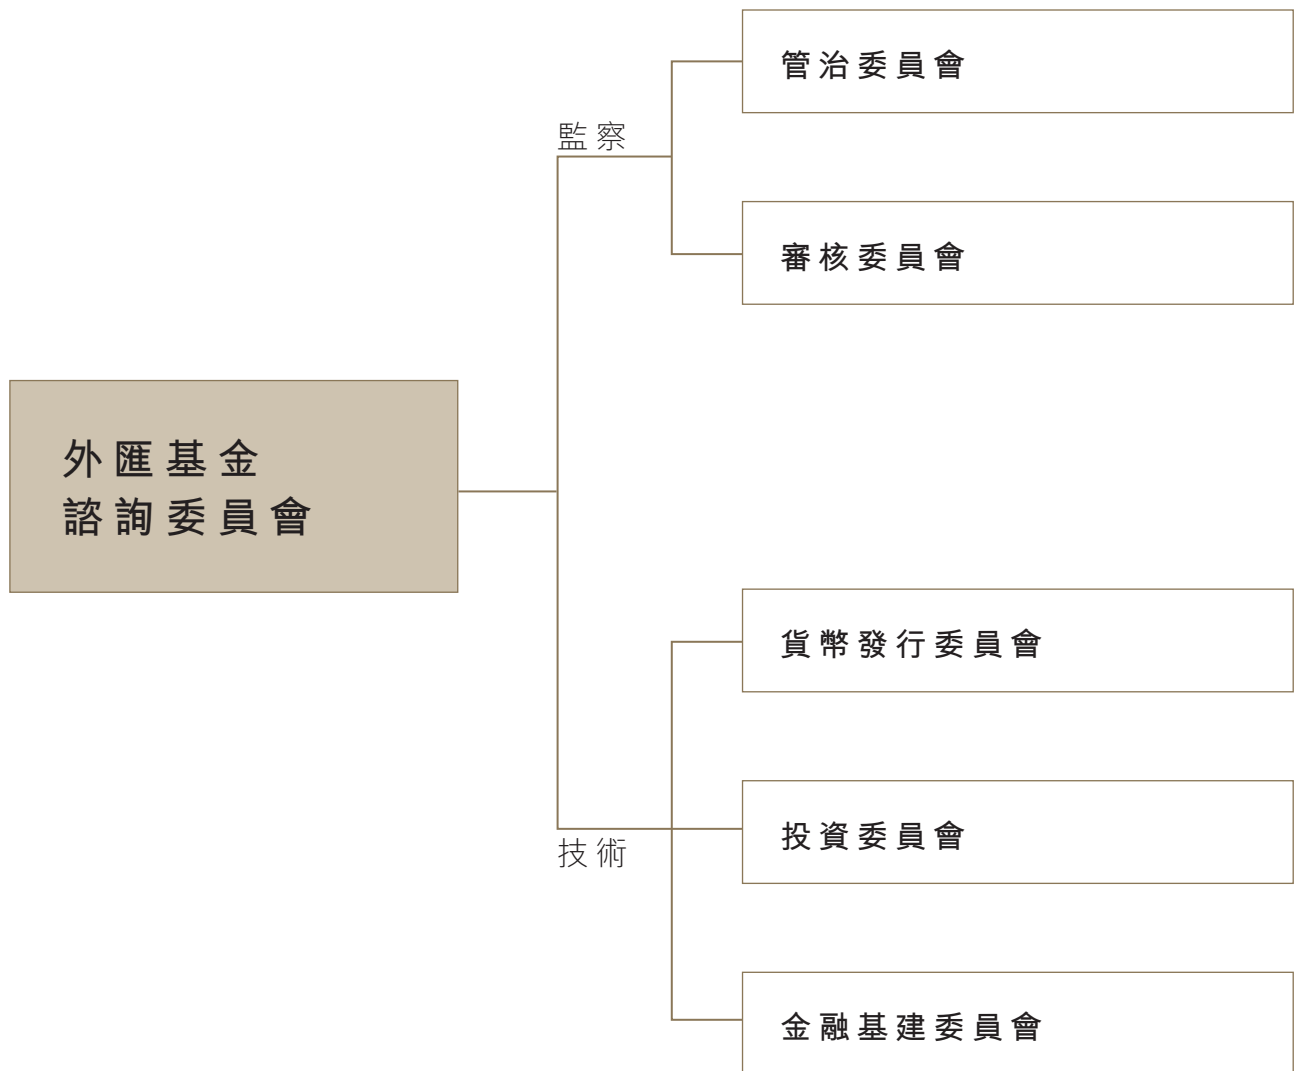 管治委員會
監察
審核委員會
外匯基金
諮詢委員會
貨幣發行委員會
投資委員會
技術
金融基建委員會